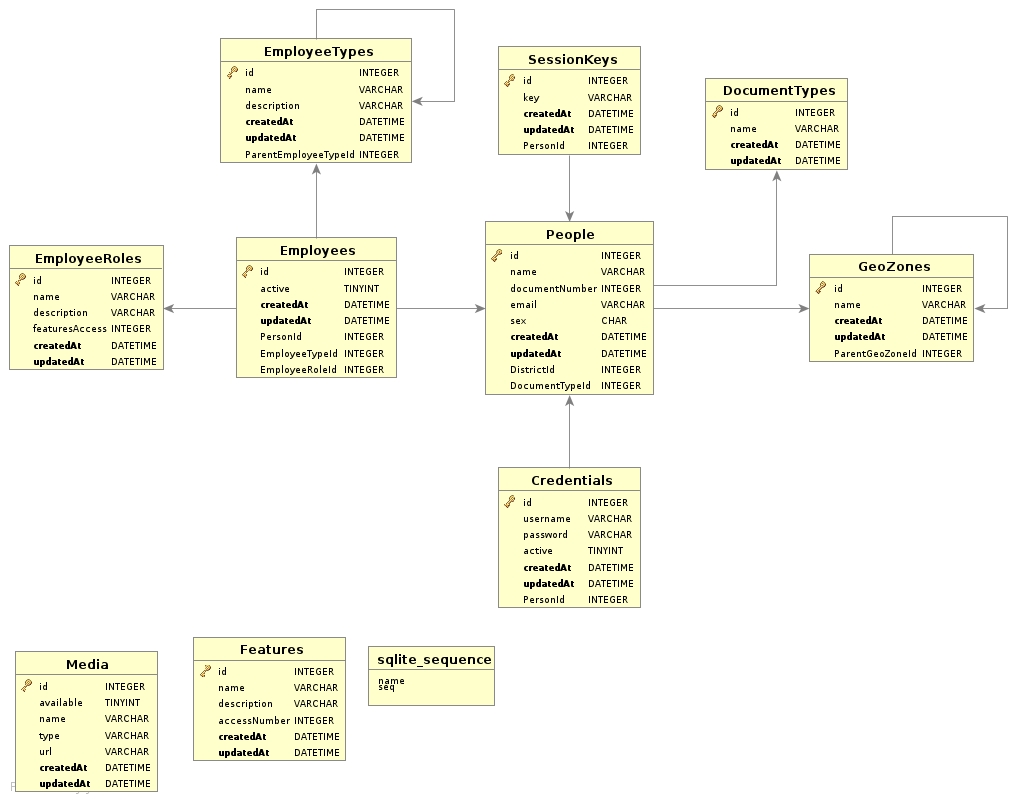 EmployeeTypes
id INTEGER
name VARCHAR
description VARCHAR
createdAt DATETIME
updatedAt DATETIME
ParentEmployeeTypeId INTEGER
SessionKeys
id INTEGER
key VARCHAR
createdAt DATETIME
updatedAt DATETIME
PersonId INTEGER
DocumentTypes
id INTEGER
name VARCHAR
createdAt DATETIME
updatedAt DATETIME
EmployeeRoles
id INTEGER
name VARCHAR
description VARCHAR
featuresAccess INTEGER
createdAt DATETIME
updatedAt DATETIME
Employees
id INTEGER
active TINYINT
createdAt DATETIME
updatedAt DATETIME
PersonId INTEGER
EmployeeTypeId INTEGER
EmployeeRoleId INTEGER
People
id INTEGER
name VARCHAR
documentNumber INTEGER
email VARCHAR
sex CHAR
createdAt DATETIME
updatedAt DATETIME
DistrictId INTEGER
DocumentTypeId INTEGER
GeoZones
id INTEGER
name VARCHAR
createdAt DATETIME
updatedAt DATETIME
ParentGeoZoneId INTEGER
Credentials
id INTEGER
username VARCHAR
password VARCHAR
active TINYINT
createdAt DATETIME
updatedAt DATETIME
PersonId INTEGER
Media
id INTEGER
available TINYINT
name VARCHAR
type VARCHAR
url VARCHAR
createdAt DATETIME
updatedAt DATETIME
Features
id INTEGER
name VARCHAR
description VARCHAR
accessNumber INTEGER
createdAt DATETIME
updatedAt DATETIME
sqlite_sequence
name
seq